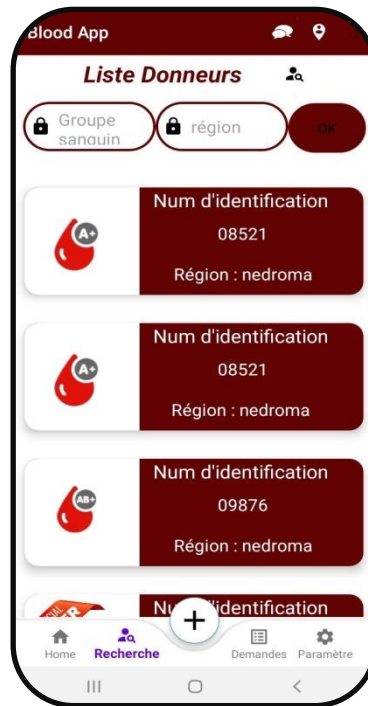 Blood App
Liste Donneurs
Groupe
sanguin
région
OK
Num d'identification
A+
08521
Région : nedroma
Num d'identification
A+
08521
Région : nedroma
Num d'identification
AB+
09876
Région : nedroma
+
Home
Recherche
Demandes
Paramètre